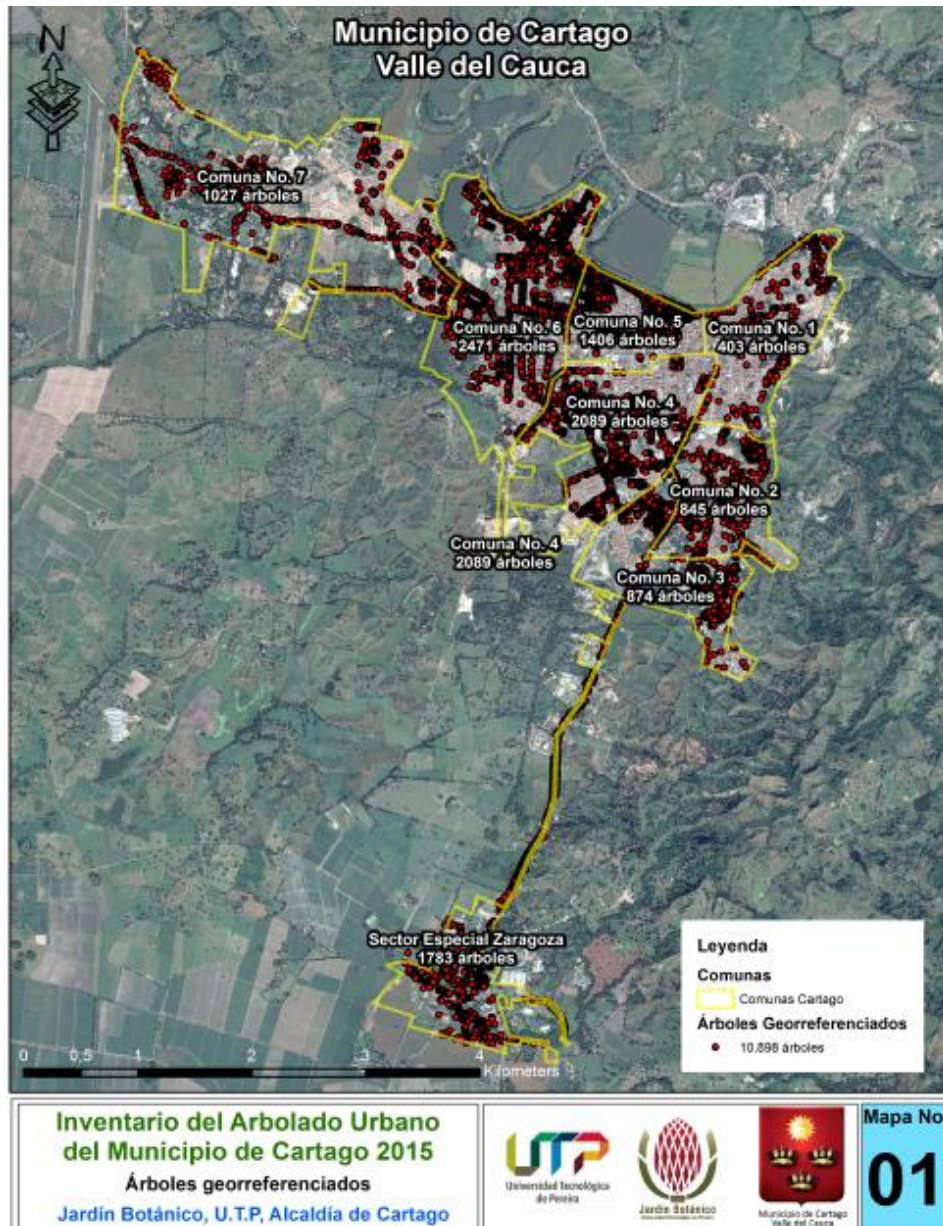 Municipio de Cartago
Valle del Cauca
N
Comuna No. 7
1027 árboles
Comuna No. 6
2471 árboles
Comuna No. 5
1406 árboles
Comuna No. 1
403 árboles
Comuna No. 4
2089 árboles
Comuna No. 2
845 árboles
Comuna No. 4
2089 árboles
Comuna No. 3
874 árboles
Sector Especial Zaragoza
1783 árboles
Leyenda
Comunas
Comunas Cartago
Árboles Georreferenciados
10.898 árboles
0 0,5 1 2 3 4
Kilometers
Inventario del Arbolado Urbano
del Municipio de Cartago 2015
Árboles georreferenciados
Jardín Botánico, U.T.P, Alcaldía de Cartago
UTP
Universidad Tecnológica
de Pereira
Jardín Botánico
Municipio de Cartago
Valle del Cauca
Mapa No
01